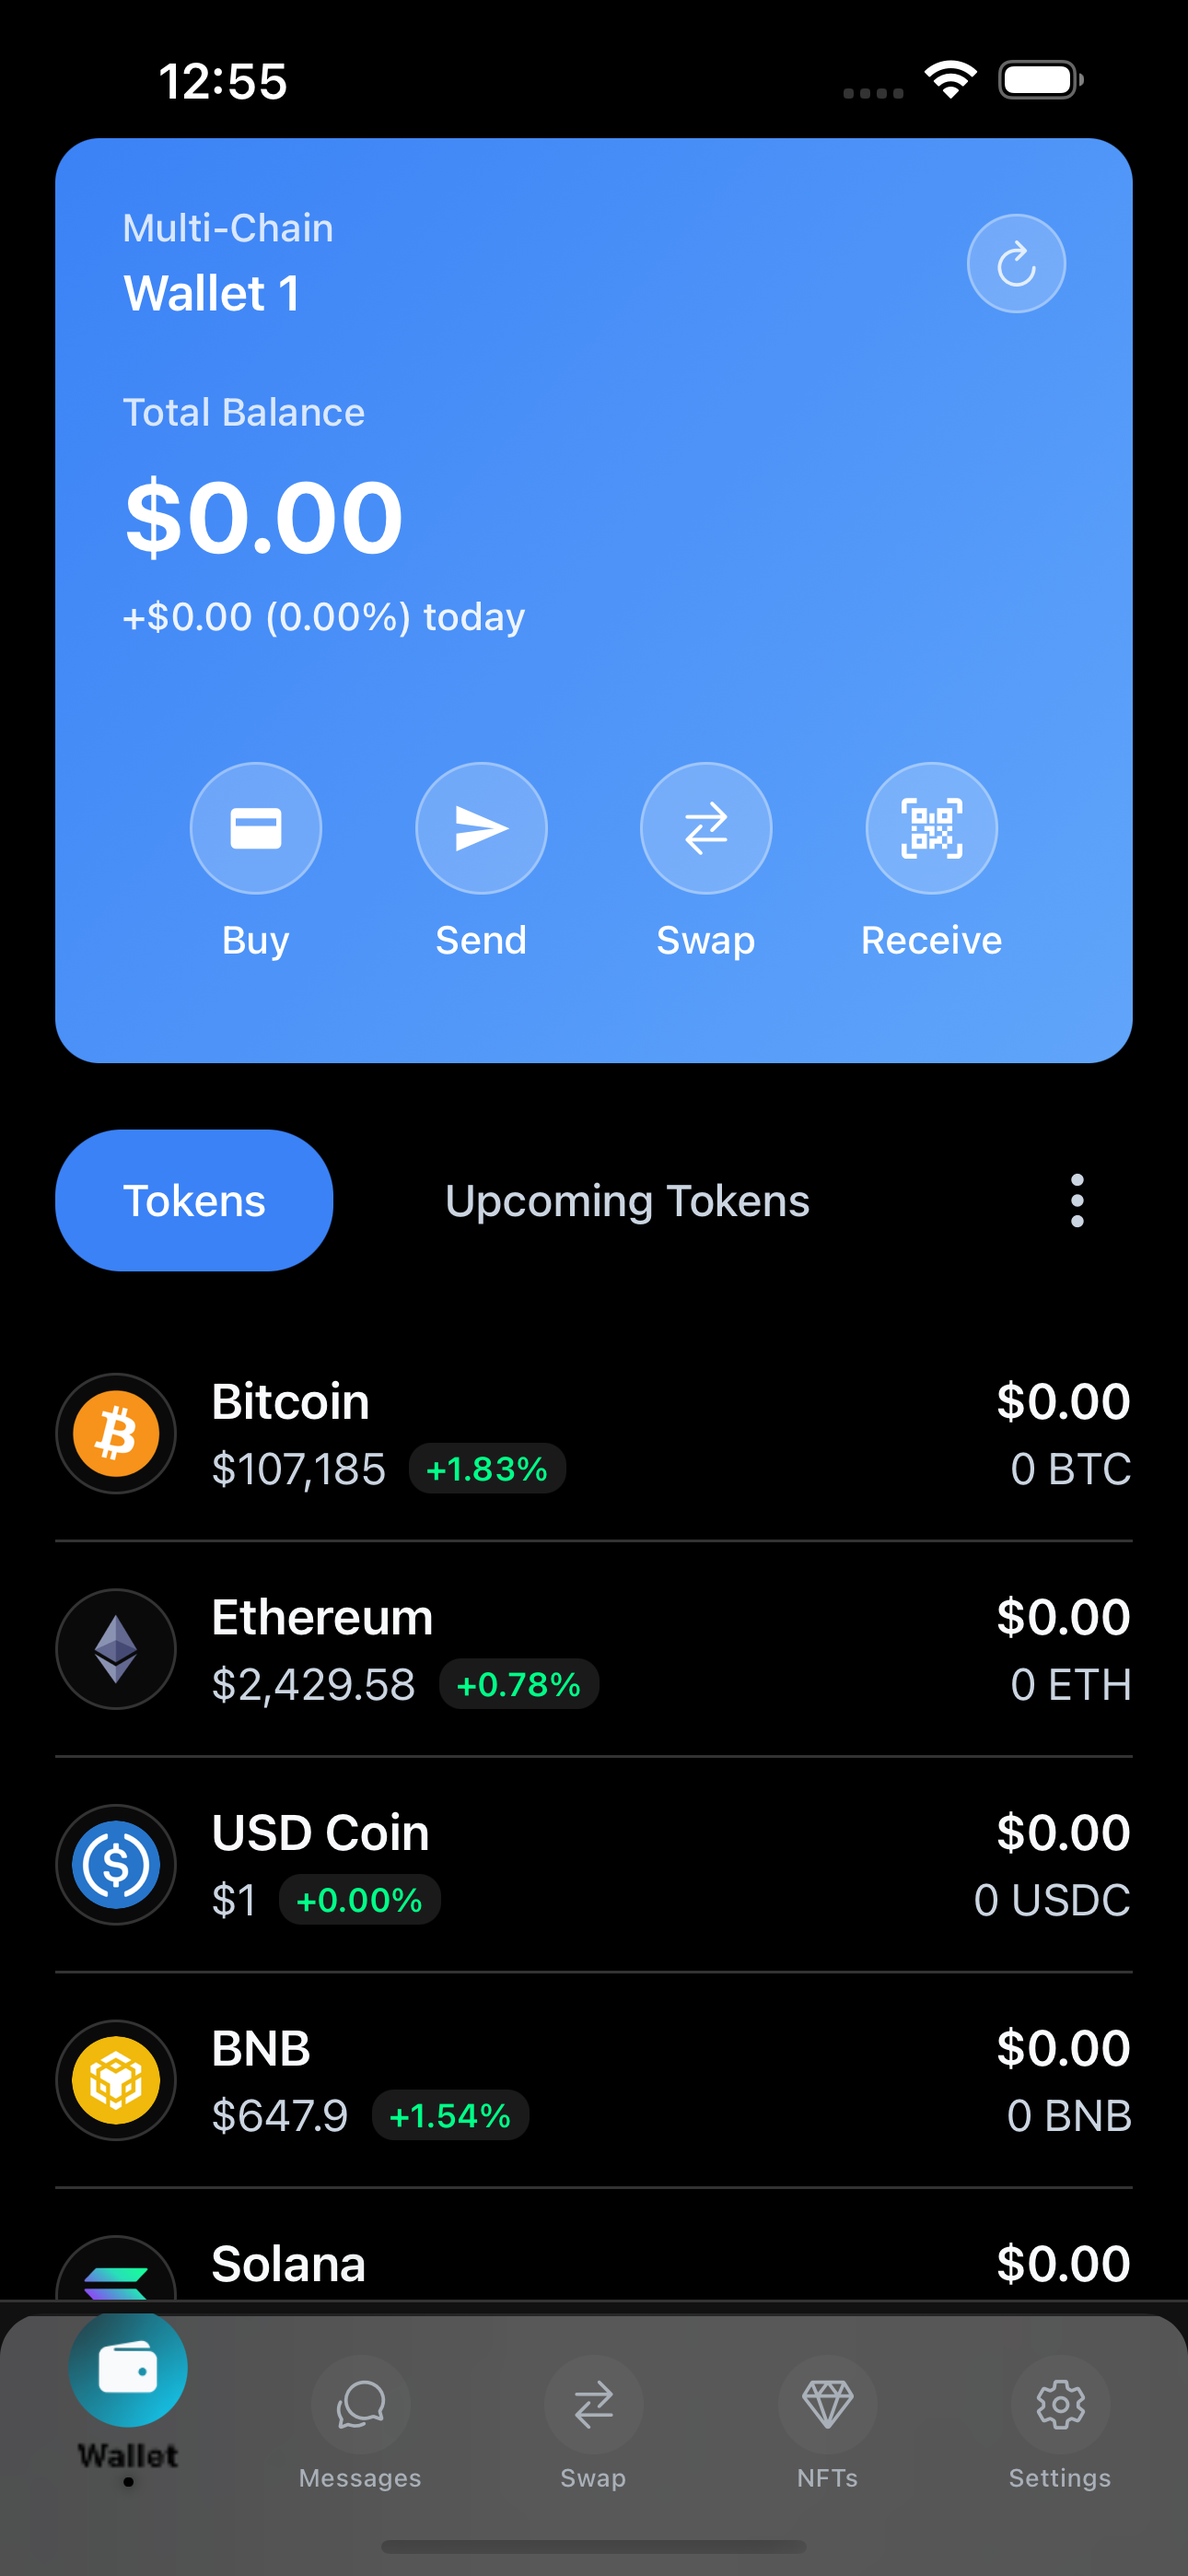 12:55
Multi-Chain
Wallet 1
Total Balance
$0.00
+$0.00 (0.00%) today
Buy Send Swap Receive
Tokens Upcoming Tokens
Bitcoin $0.00
$107,185 +1.83% 0 BTC
Ethereum $0.00
$2,429.58 +0.78% 0 ETH
USD Coin $0.00
$1 +0.00% 0 USDC
BNB $0.00
$647.9 +1.54% 0 BNB
Solana $0.00
Wallet Messages Swap NFTs Settings